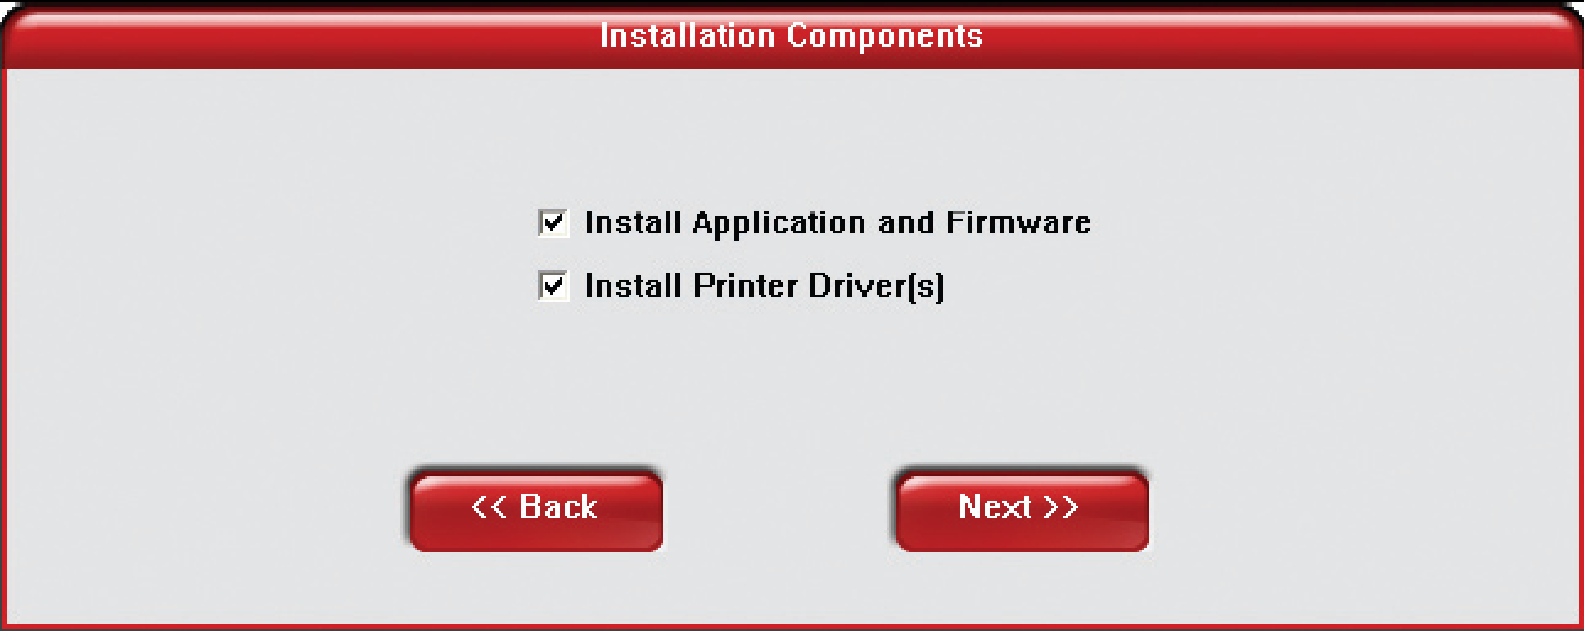 Installation Components
Install Application and Firmware
Install Printer Driver(s)
<< Back
Next >>